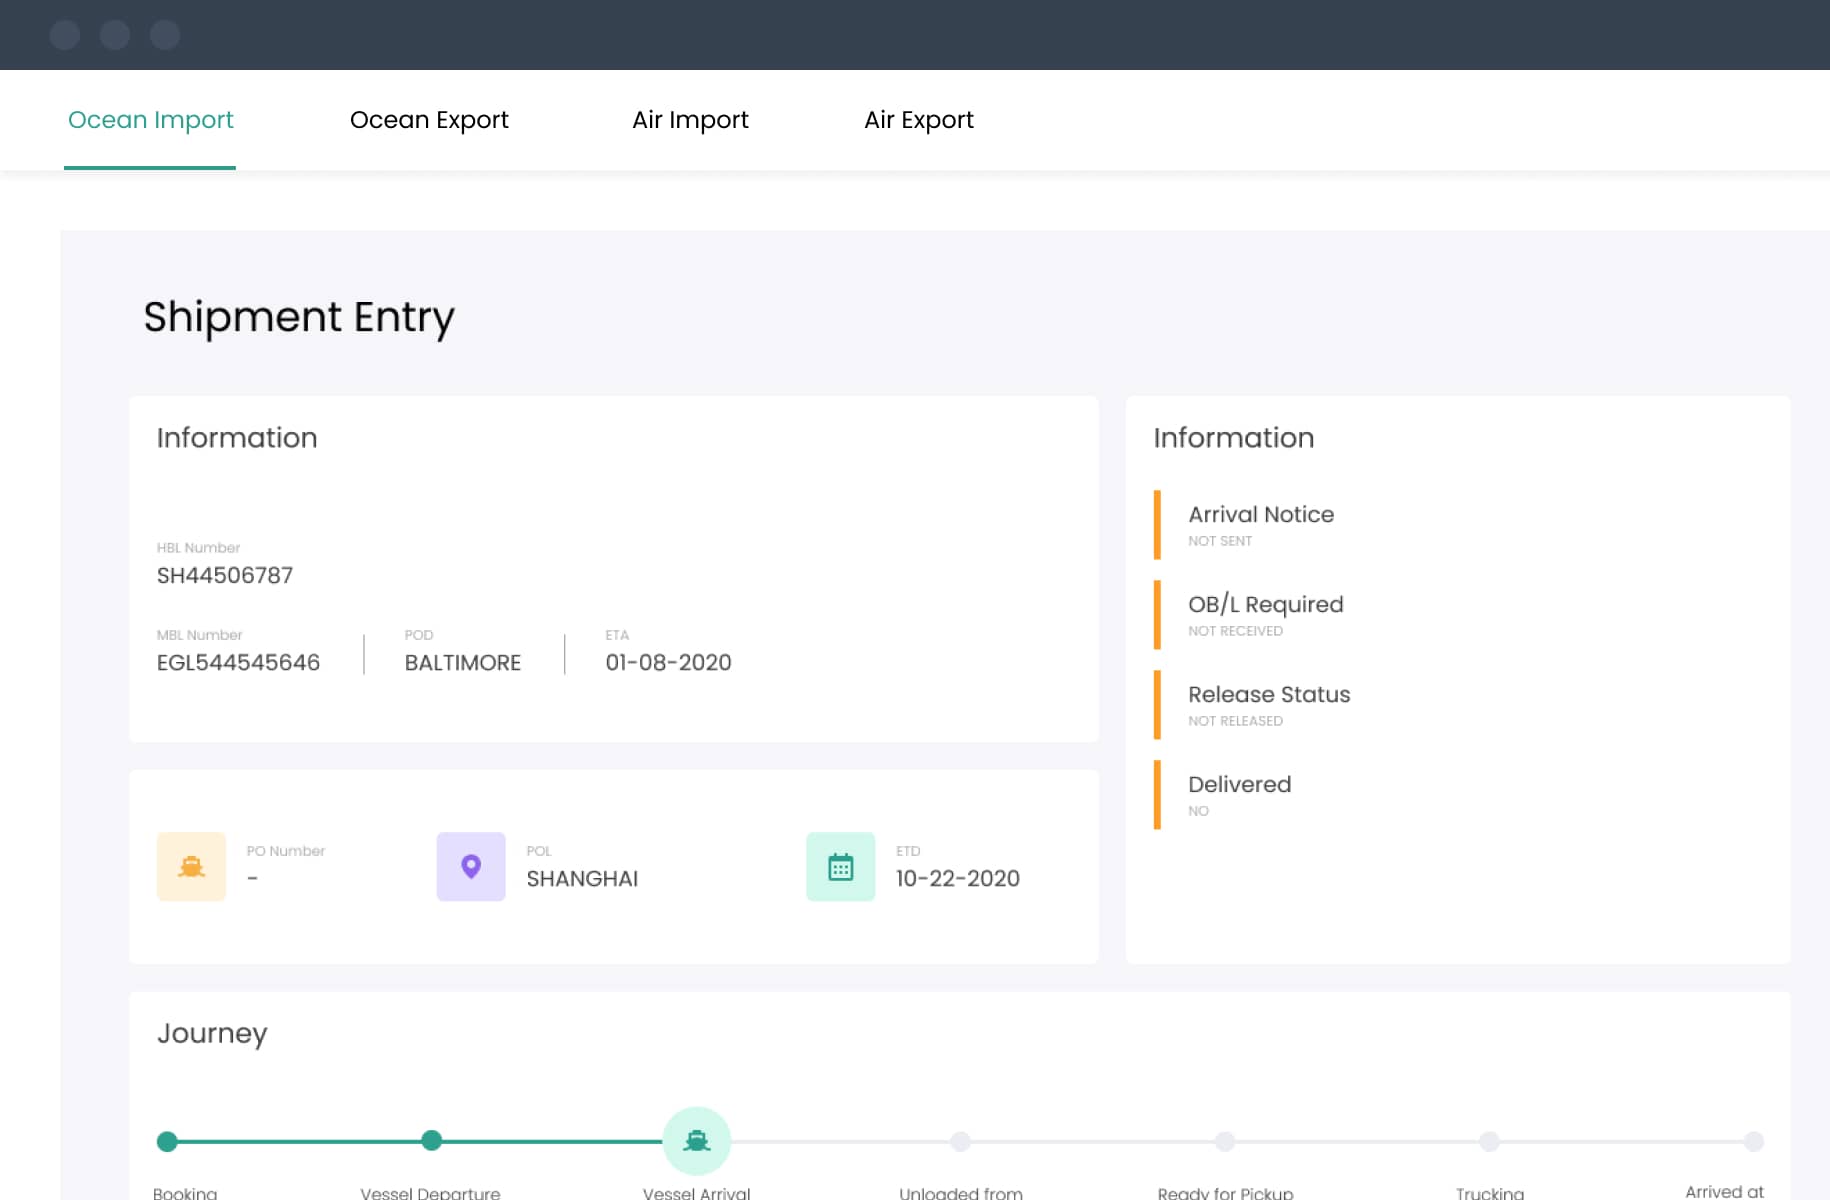 Ocean Import
Ocean Export
Air Import
Air Export
Shipment Entry
Information
HBL Number
SH44506787
MBL Number
EGL544545646
POD
BALTIMORE
ETA
01-08-2020
PO Number
-
POL
SHANGHAI
ETD
10-22-2020
Information
Arrival Notice
NOT SENT
OB/L Required
NOT RECEIVED
Release Status
NOT RELEASED
Delivered
NO
Journey
Booking
Vessel Departure
Vessel Arrival
Unloaded from
Ready for Pickup
Trucking
Arrived at